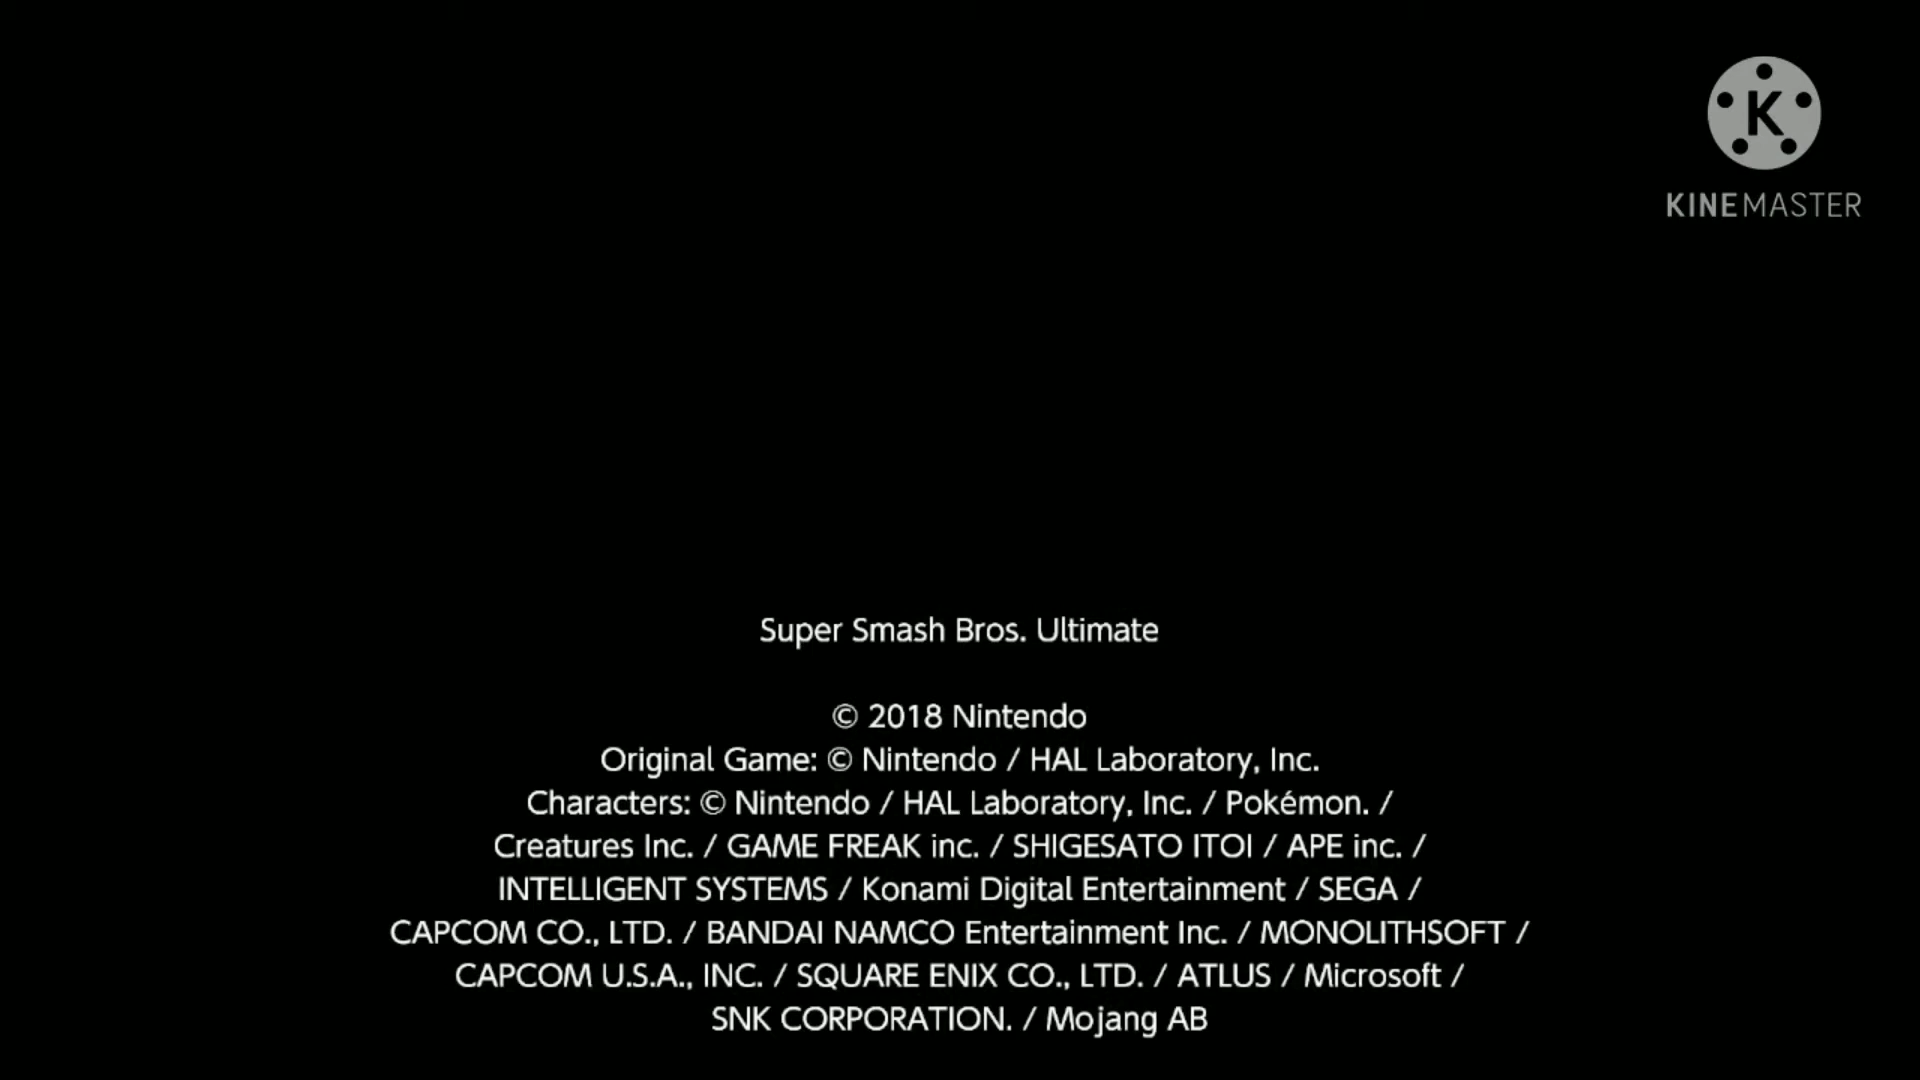 K
KINEMASTER
Super Smash Bros. Ultimate
© 2018 Nintendo
Original Game: © Nintendo / HAL Laboratory, Inc.
Characters: © Nintendo / HAL Laboratory, Inc. / Pokémon. /
Creatures Inc. / GAME FREAK inc. / SHIGESATO ITOI / APE inc. /
INTELLIGENT SYSTEMS / Konami Digital Entertainment / SEGA /
CAPCOM CO., LTD. / BANDAI NAMCO Entertainment Inc. / MONOLITHSOFT /
CAPCOM U.S.A., INC. / SQUARE ENIX CO., LTD. / ATLUS / Microsoft /
SNK CORPORATION. / Mojang AB